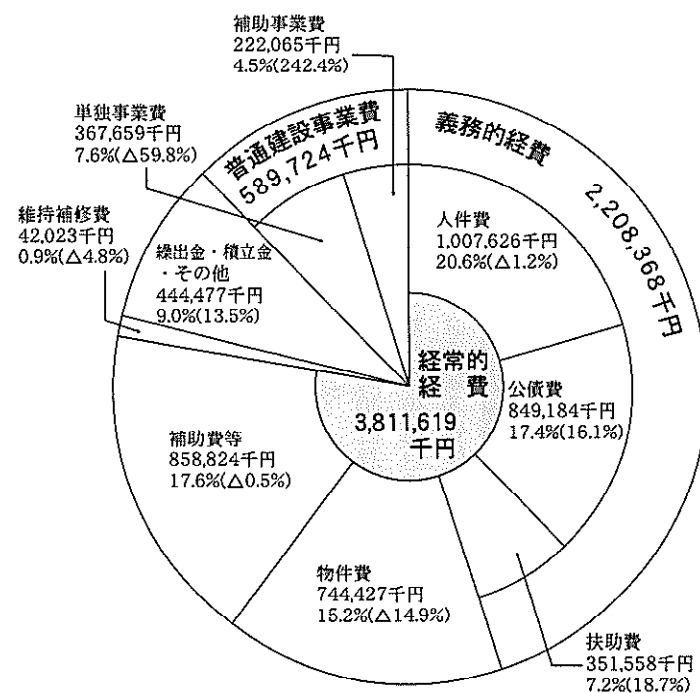 補助事業費
222,065千円
4.5%(242.4%)
単独事業費
367,659千円
7.6%(△59.8%)
普通建設事業費
589,724千円
義務的経費
2,208,368千円
維持補修費
42,023千円
0.9%(△4.8%)
繰出金・積立金
・その他
444,477千円
9.0%(13.5%)
人件費
1,007,626千円
20.6%(△1.2%)
経常的
経費
3,811,619
千円
公債費
849,184千円
17.4%(16.1%)
補助費等
858,824千円
17.6%(△0.5%)
物件費
744,427千円
15.2%(△14.9%)
扶助費
351,558千円
7.2%(18.7%)